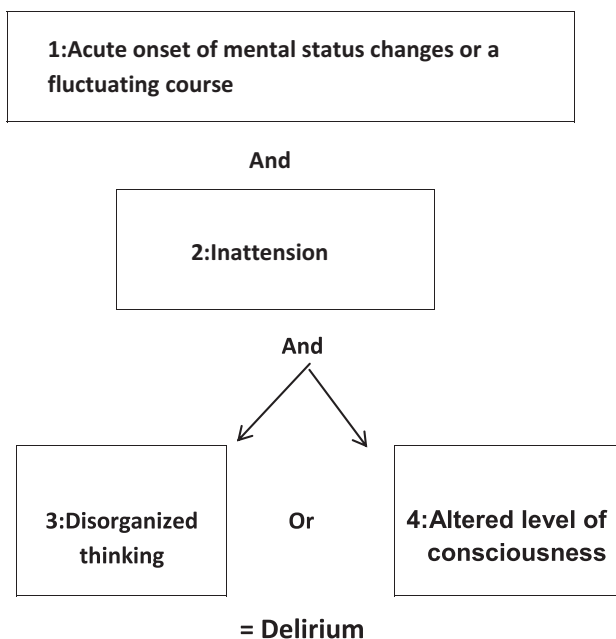 1:Acute onset of mental status changes or a
fluctuating course
And
2:Inattension
And
3:Disorganized
thinking
Or
4:Altered level of
consciousness
= Delirium